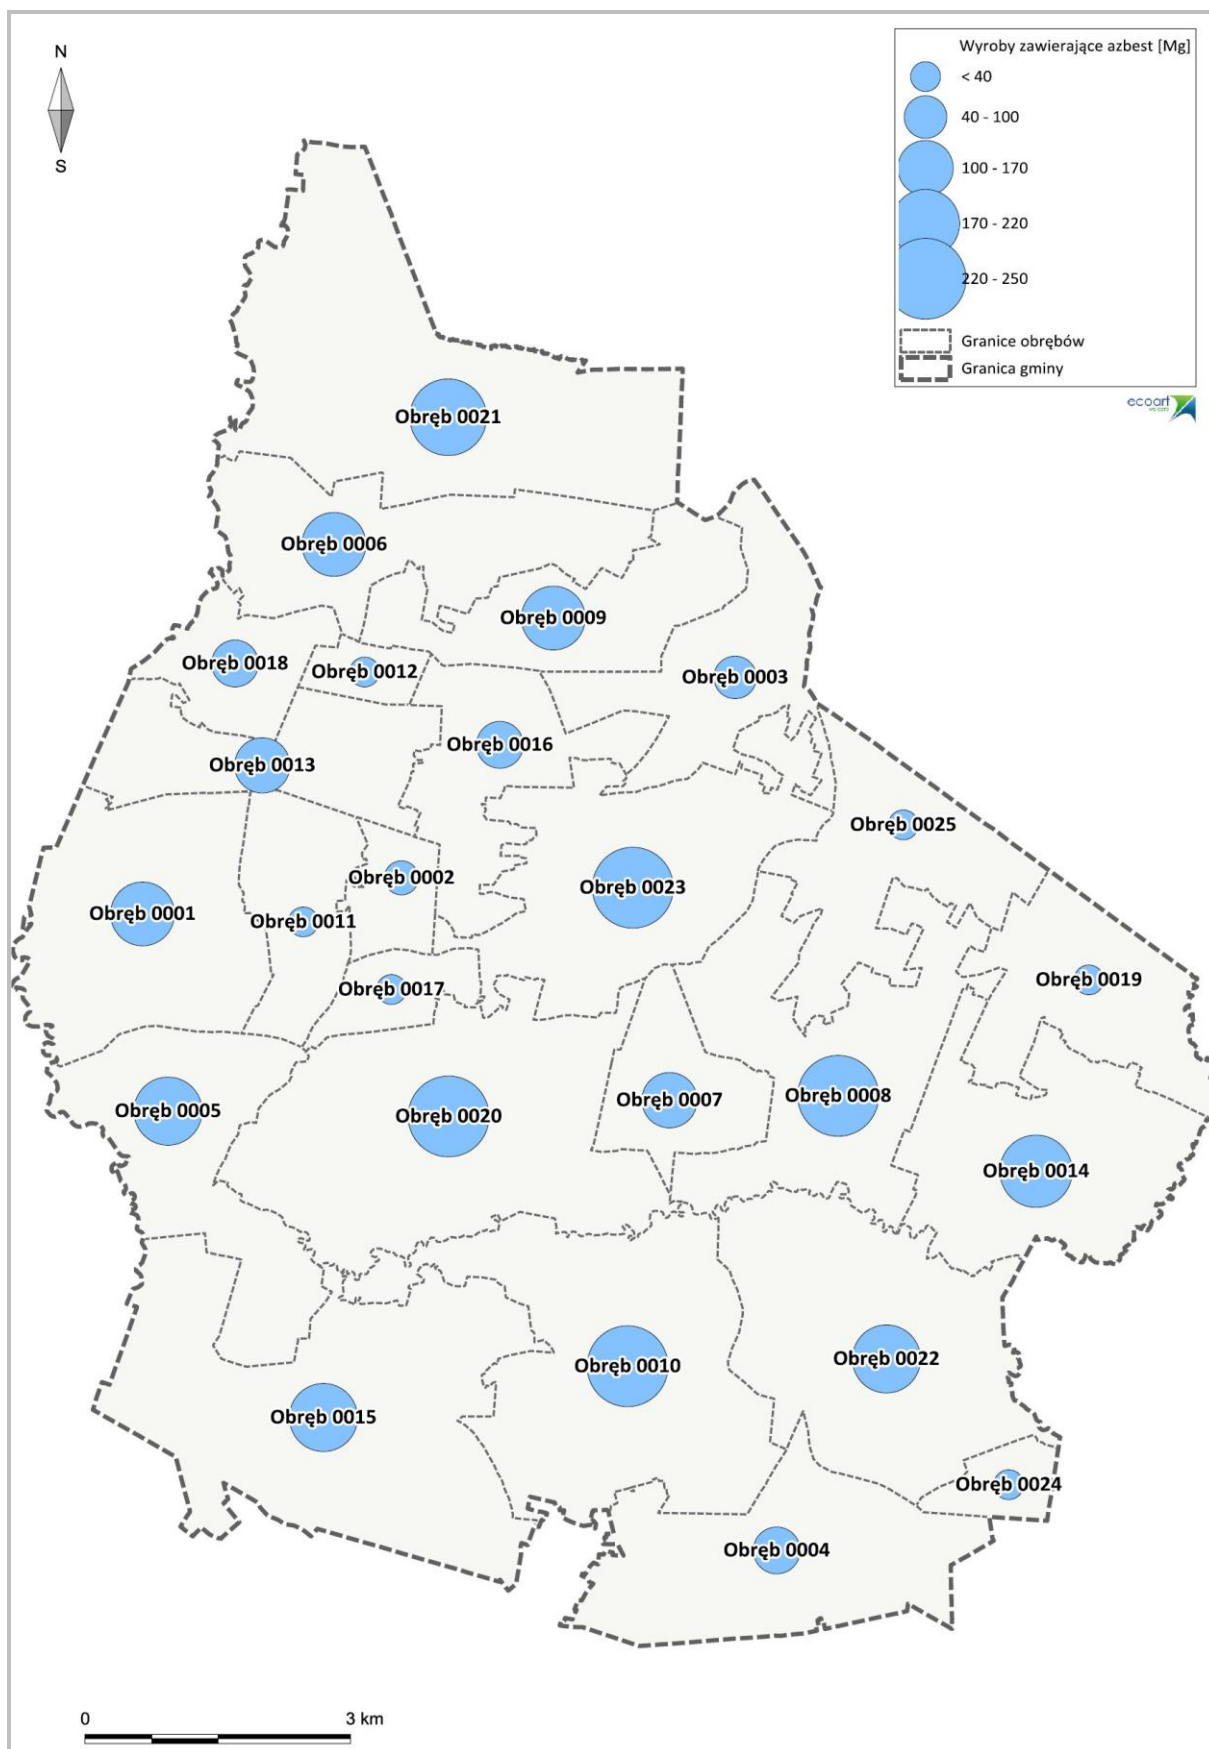 N
S
Wyroby zawierające azbest [Mg]
< 40
40 - 100
100 - 170
170 - 220
220 - 250
Granice obrębów
Granica gminy
ecoart
Obręb 0021
Obręb 0006
Obręb 0009
Obręb 0018
Obręb 0012
Obręb 0003
Obręb 0016
Obręb 0013
Obręb 0025
Obręb 0002
Obręb 0023
Obręb 0001
Obręb 0011
Obręb 0019
Obręb 0017
Obręb 0005
Obręb 0020
Obręb 0007
Obręb 0008
Obręb 0014
Obręb 0010
Obręb 0022
Obręb 0015
Obręb 0024
Obręb 0004
0 3 km